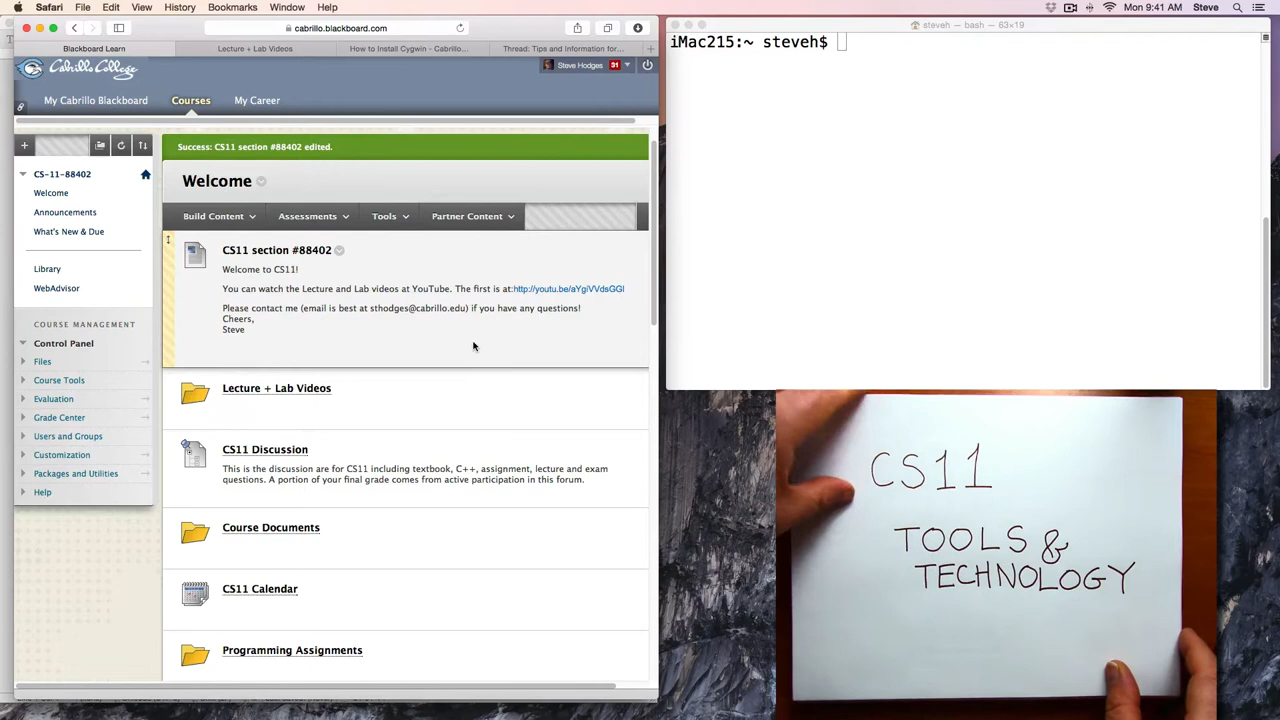 Safari File Edit View History Bookmarks Window Help
Mon 9:41 AM Steve
cabrillo.blackboard.com
Blackboard Learn
Lecture + Lab Videos
How to Install Cygwin - Cabrillo...
Thread: Tips and Information for...
Cabrillo College
Steve Hodges 31
My Cabrillo Blackboard
Courses
My Career
CS-11-88402
Welcome
Announcements
What's New & Due
Library
WebAdvisor
COURSE MANAGEMENT
Control Panel
Files
Course Tools
Evaluation
Grade Center
Users and Groups
Customization
Packages and Utilities
Help
Success: CS11 section #88402 edited.
Welcome
Build Content
Assessments
Tools
Partner Content
CS11 section #88402
Welcome to CS11!
You can watch the Lecture and Lab videos at YouTube. The first is at:http://youtu.be/aYgiVVdsGGI
Please contact me (email is best at sthodges@cabrillo.edu) if you have any questions!
Cheers,
Steve
Lecture + Lab Videos
CS11 Discussion
This is the discussion are for CS11 including textbook, C++, assignment, lecture and exam
questions. A portion of your final grade comes from active participation in this forum.
Course Documents
CS11 Calendar
Programming Assignments
steveh — bash — 63×19
iMac215:~ steveh$
CS11
TOOLS &
TECHNOLOGY